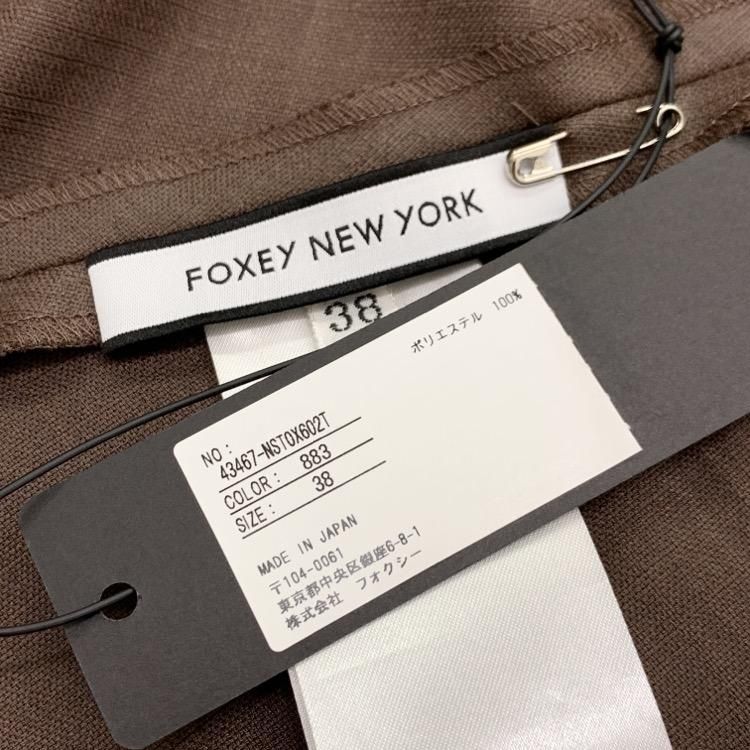 FOXEY NEW YORK
38
ポリエステル 100%
NO:
43467-NST0X602T
COLOR: 883
SIZE: 38
MADE IN JAPAN
〒104-0061
東京都中央区銀座6-8-1
株式会社 フォクシー